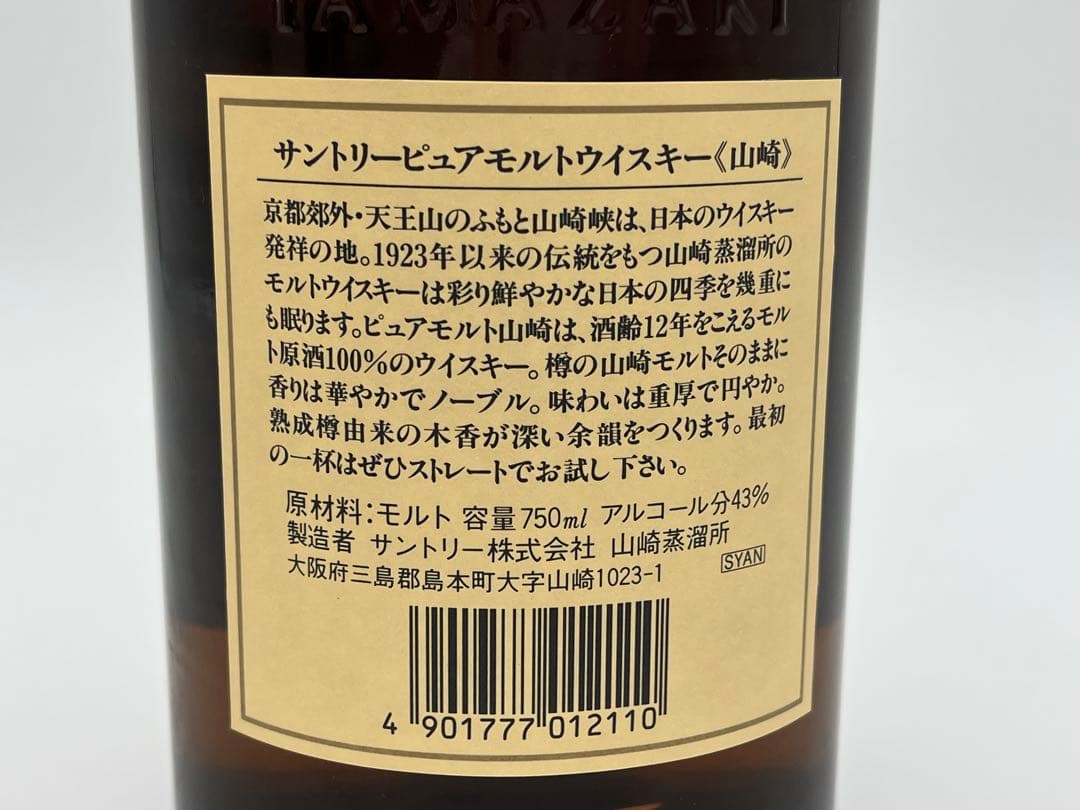 YAMAZAKI
サントリーピュアモルトウイスキー《山崎》
京都郊外・天王山のふもと山崎峡は、日本のウイスキー
発祥の地。1923年以来の伝統をもつ山崎蒸溜所の
モルトウイスキーは彩り鮮やかな日本の四季を幾重に
も眠ります。ピュアモルト山崎は、酒齢12年をこえるモル
ト原酒100%のウイスキー。樽の山崎モルトそのままに
香りは華やかでノーブル。味わいは重厚で円やか。
熟成樽由来の木香が深い余韻をつくります。最初
の一杯はぜひストレートでお試し下さい。
原材料：モルト 容量750ml アルコール分43%
製造者 サントリー株式会社 山崎蒸溜所
大阪府三島郡島本町大字山崎1023-1
SYAN
4 901777 012110